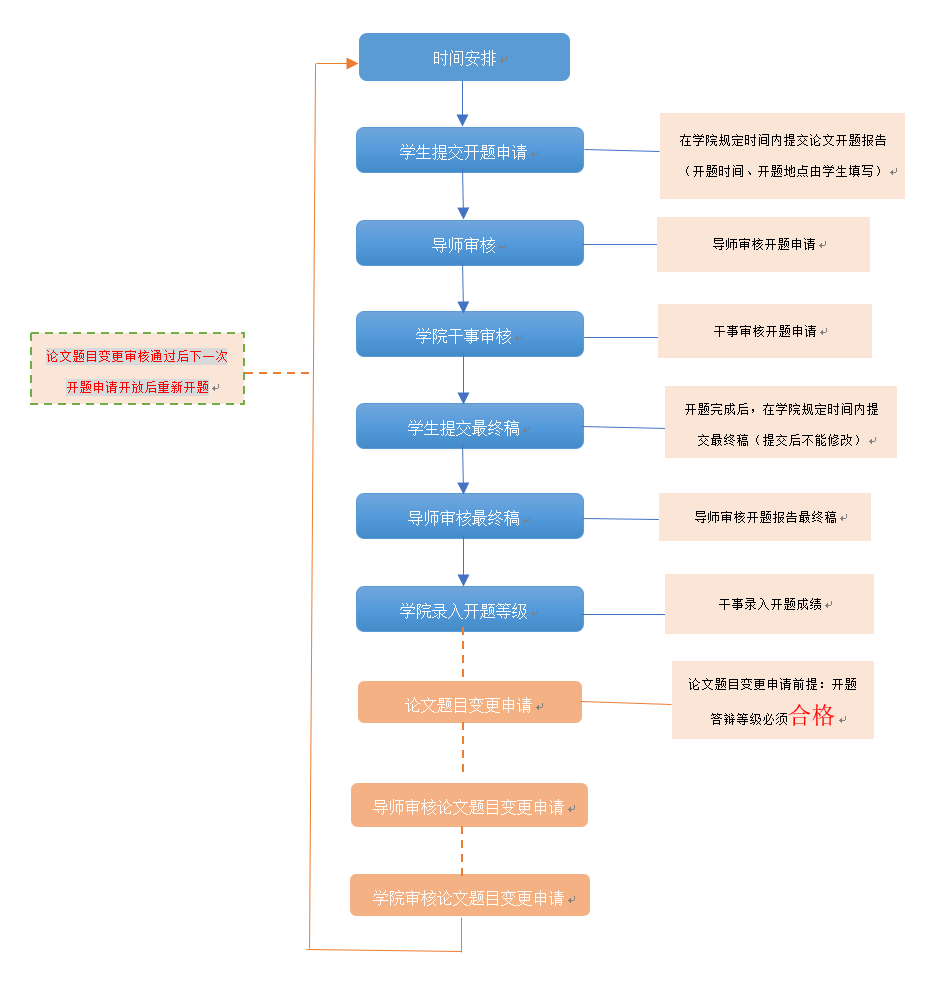 时间安排
学生提交开题申请
在学院规定时间内提交论文开题报告
（开题时间、开题地点由学生填写）
导师审核
导师审核开题申请
学院干事审核
干事审核开题申请
论文题目变更审核通过后下一次
开题申请开放后重新开题
学生提交最终稿
开题完成后，在学院规定时间内提
交最终稿（提交后不能修改）
导师审核最终稿
导师审核开题报告最终稿
学院录入开题等级
干事录入开题成绩
论文题目变更申请
论文题目变更申请前提：开题
答辩等级必须合格
导师审核论文题目变更申请
学院审核论文题目变更申请